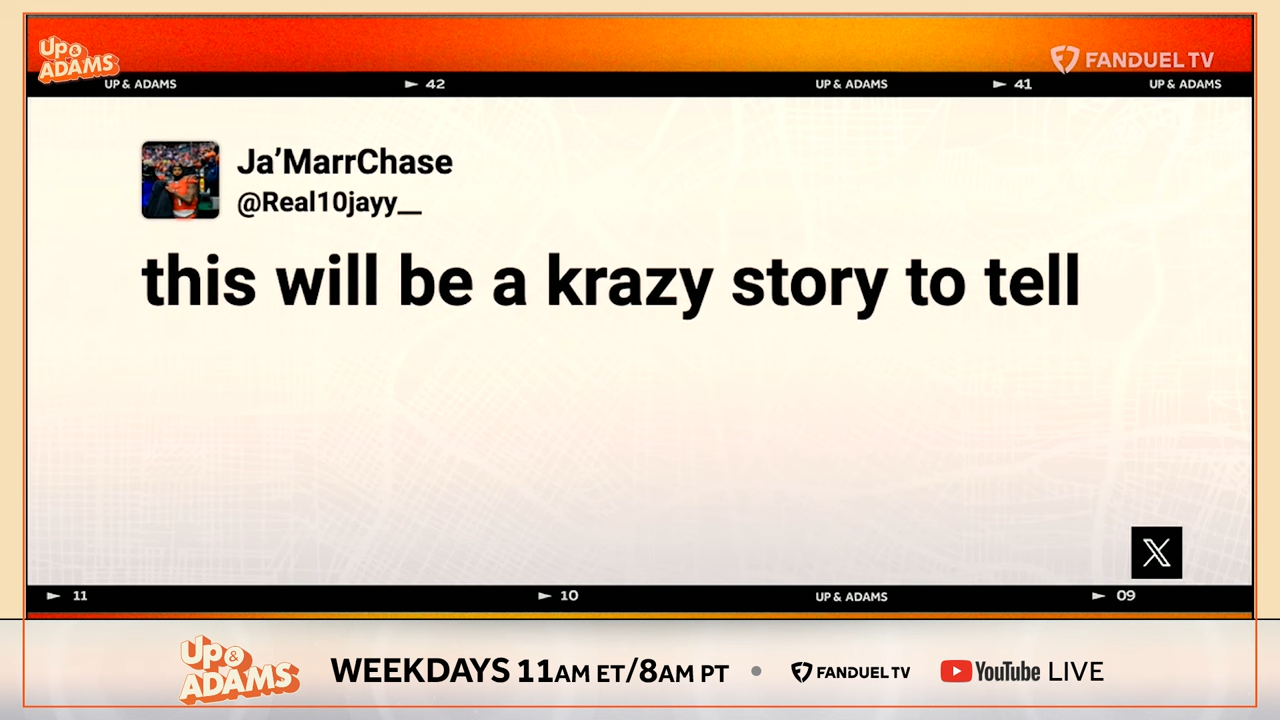 Up &
ADAMS
FANDUEL TV
UP & ADAMS
► 42
UP & ADAMS
► 41
UP & ADAMS
Ja’MarrChase
@Real10jayy__
this will be a krazy story to tell
X
► 11
► 10
UP & ADAMS
► 09
Up &
ADAMS
WEEKDAYS 11AM ET/8AM PT • FANDUEL TV YouTube LIVE